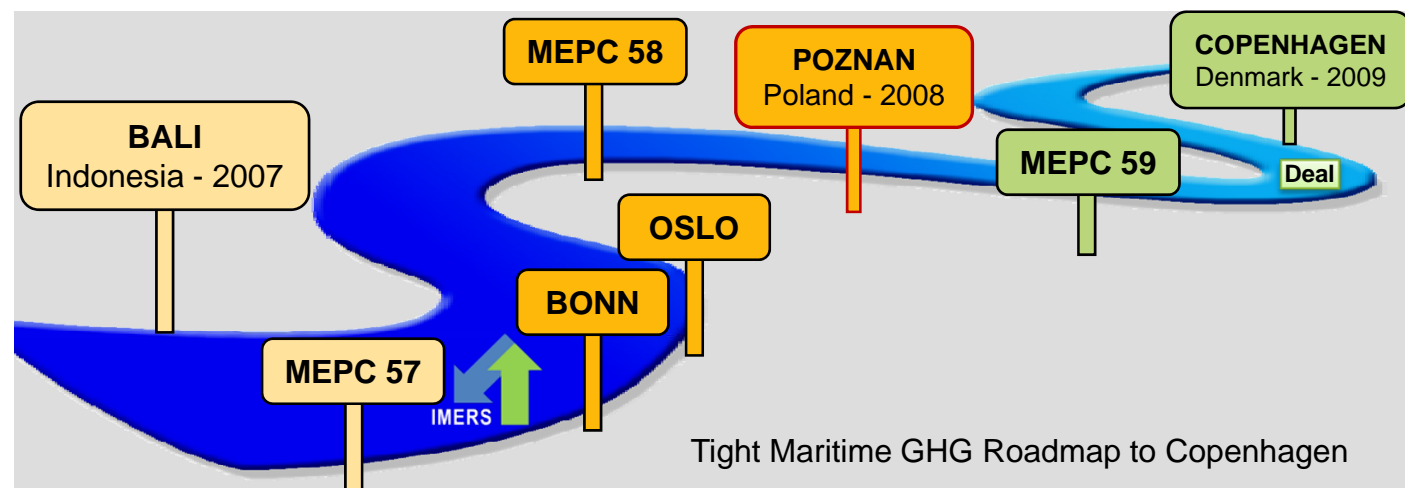 BALI
Indonesia - 2007
MEPC 57
IMERS
BONN
OSLO
MEPC 58
POZNAN
Poland - 2008
MEPC 59
COPENHAGEN
Denmark - 2009
Deal
Tight Maritime GHG Roadmap to Copenhagen